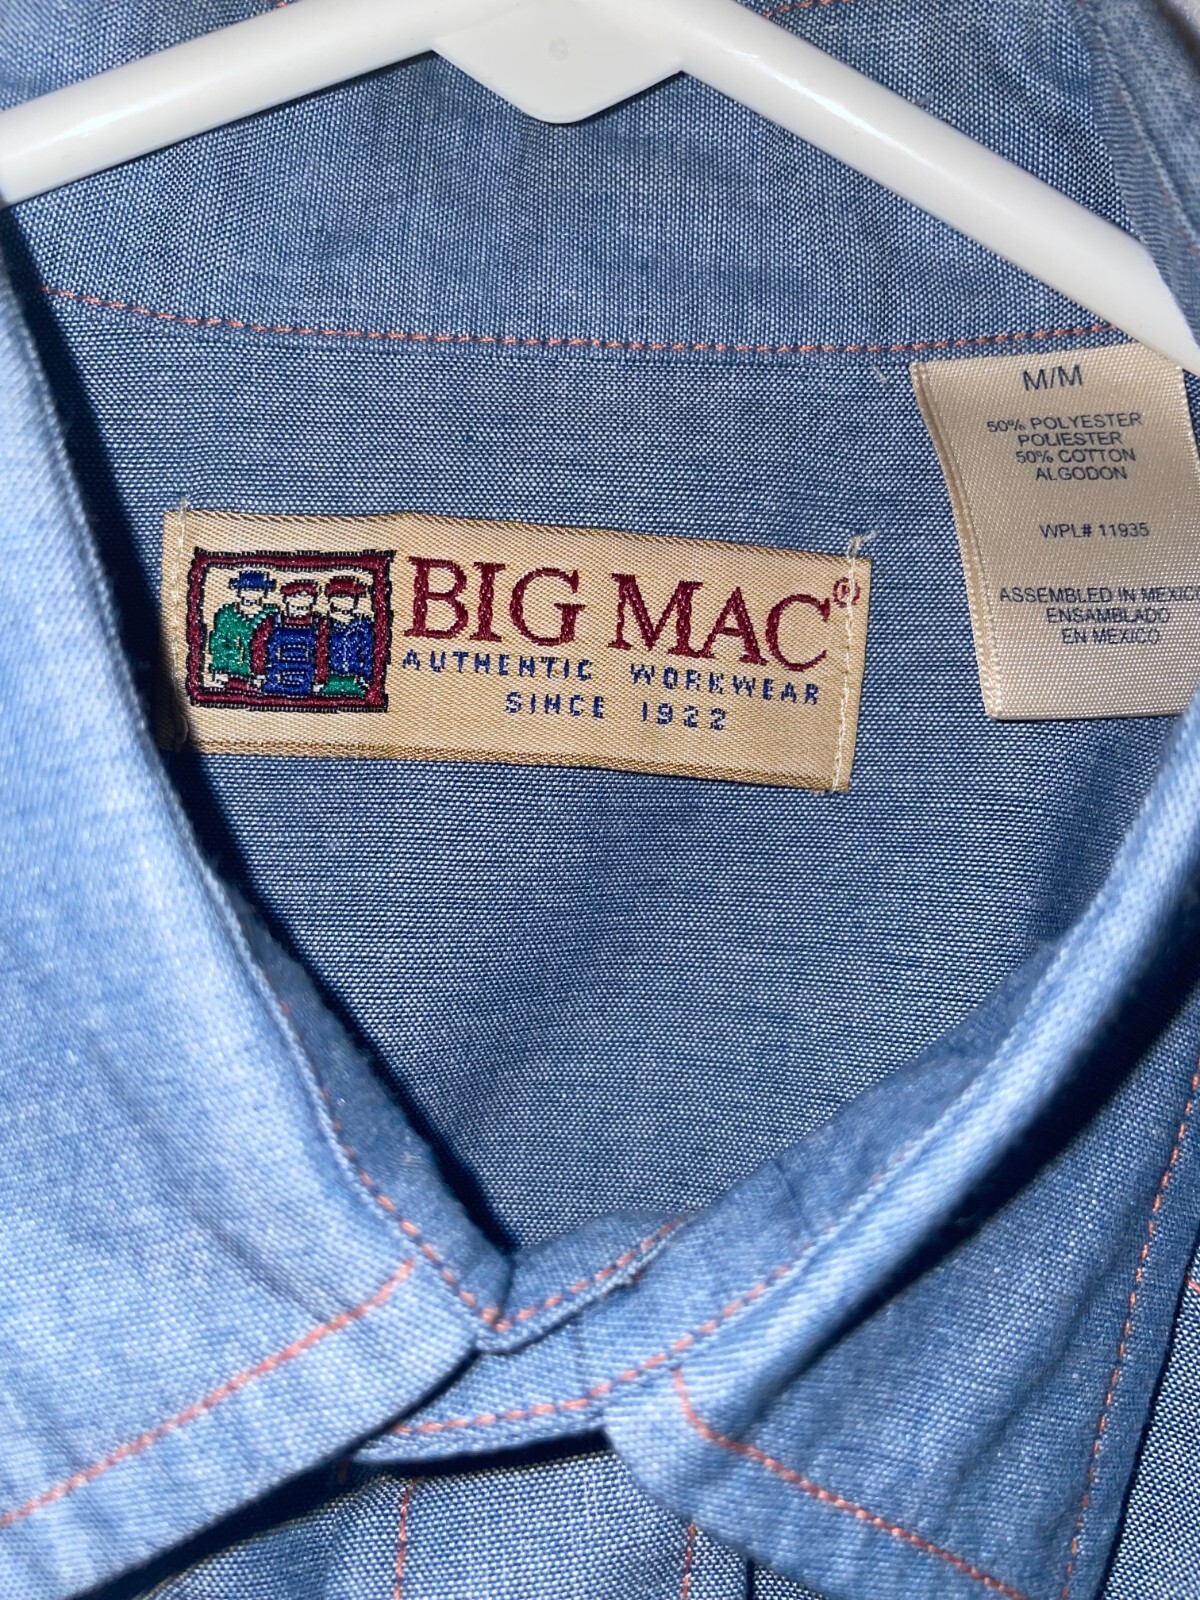 M/M
50% POLYESTER
POLIESTER
50% COTTON
ALGODON
WPL# 11935
ASSEMBLED IN MEXIC
ENSAMBLADO
EN MEXICO
BIG MAC®
AUTHENTIC WORKWEAR
SINCE 1922